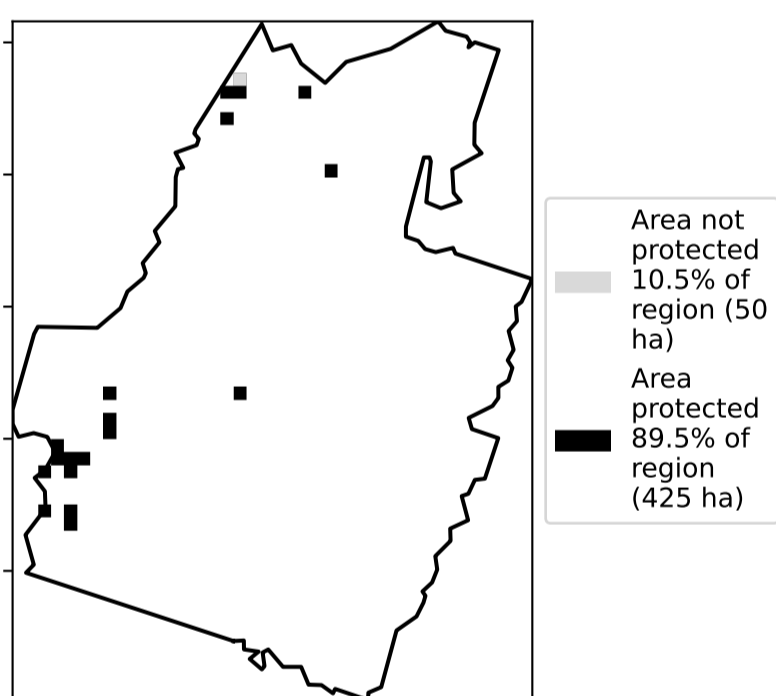 Area not
protected
10.5% of
region (50
ha)
Area
protected
89.5% of
region
(425 ha)